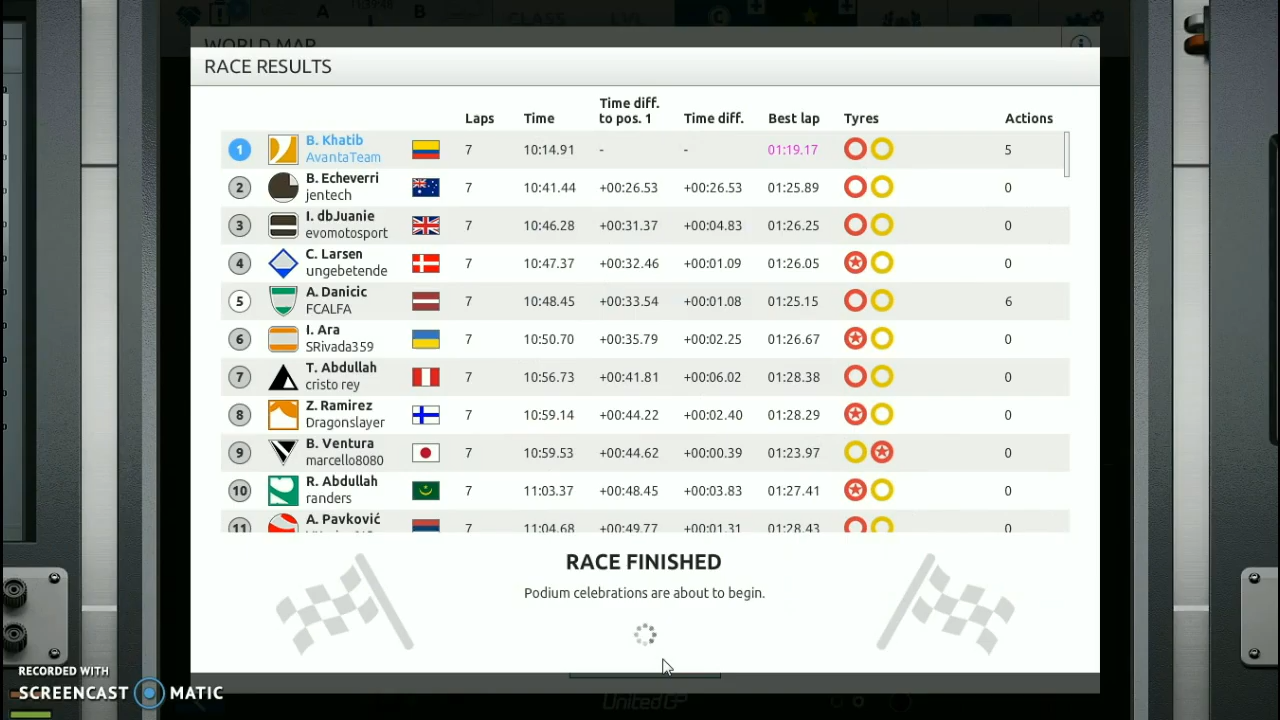 A B CLASS LVL C
WORLD MAP
RACE RESULTS
Laps Time Time diff. to pos. 1 Time diff. Best lap Tyres Actions
1 B. Khatib 7 10:14.91 - - 01:19.17 5
AvantaTeam
2 B. Echeverri 7 10:41.44 +00:26.53 +00:26.53 01:25.89 0
jentech
3 I. dbJuanie 7 10:46.28 +00:31.37 +00:04.83 01:26.25 0
evomotosport
4 C. Larsen 7 10:47.37 +00:32.46 +00:01.09 01:26.05 0
ungebetende
5 A. Danicic 7 10:48.45 +00:33.54 +00:01.08 01:25.15 6
FCALFA
6 I. Ara 7 10:50.70 +00:35.79 +00:02.25 01:26.67 0
SRivada359
7 T. Abdullah 7 10:56.73 +00:41.81 +00:06.02 01:28.38 0
cristo rey
8 Z. Ramirez 7 10:59.14 +00:44.22 +00:02.40 01:28.29 0
Dragonslayer
9 B. Ventura 7 10:59.53 +00:44.62 +00:00.39 01:23.97 0
marcello8080
10 R. Abdullah 7 11:03.37 +00:48.45 +00:03.83 01:27.41 0
randers
11 A. Pavković 7 11:04.68 +00:49.77 +00:01.31 01:28.43 0
RACE FINISHED
Podium celebrations are about to begin.
RECORDED WITH
SCREENCAST MATIC
UnitedGP